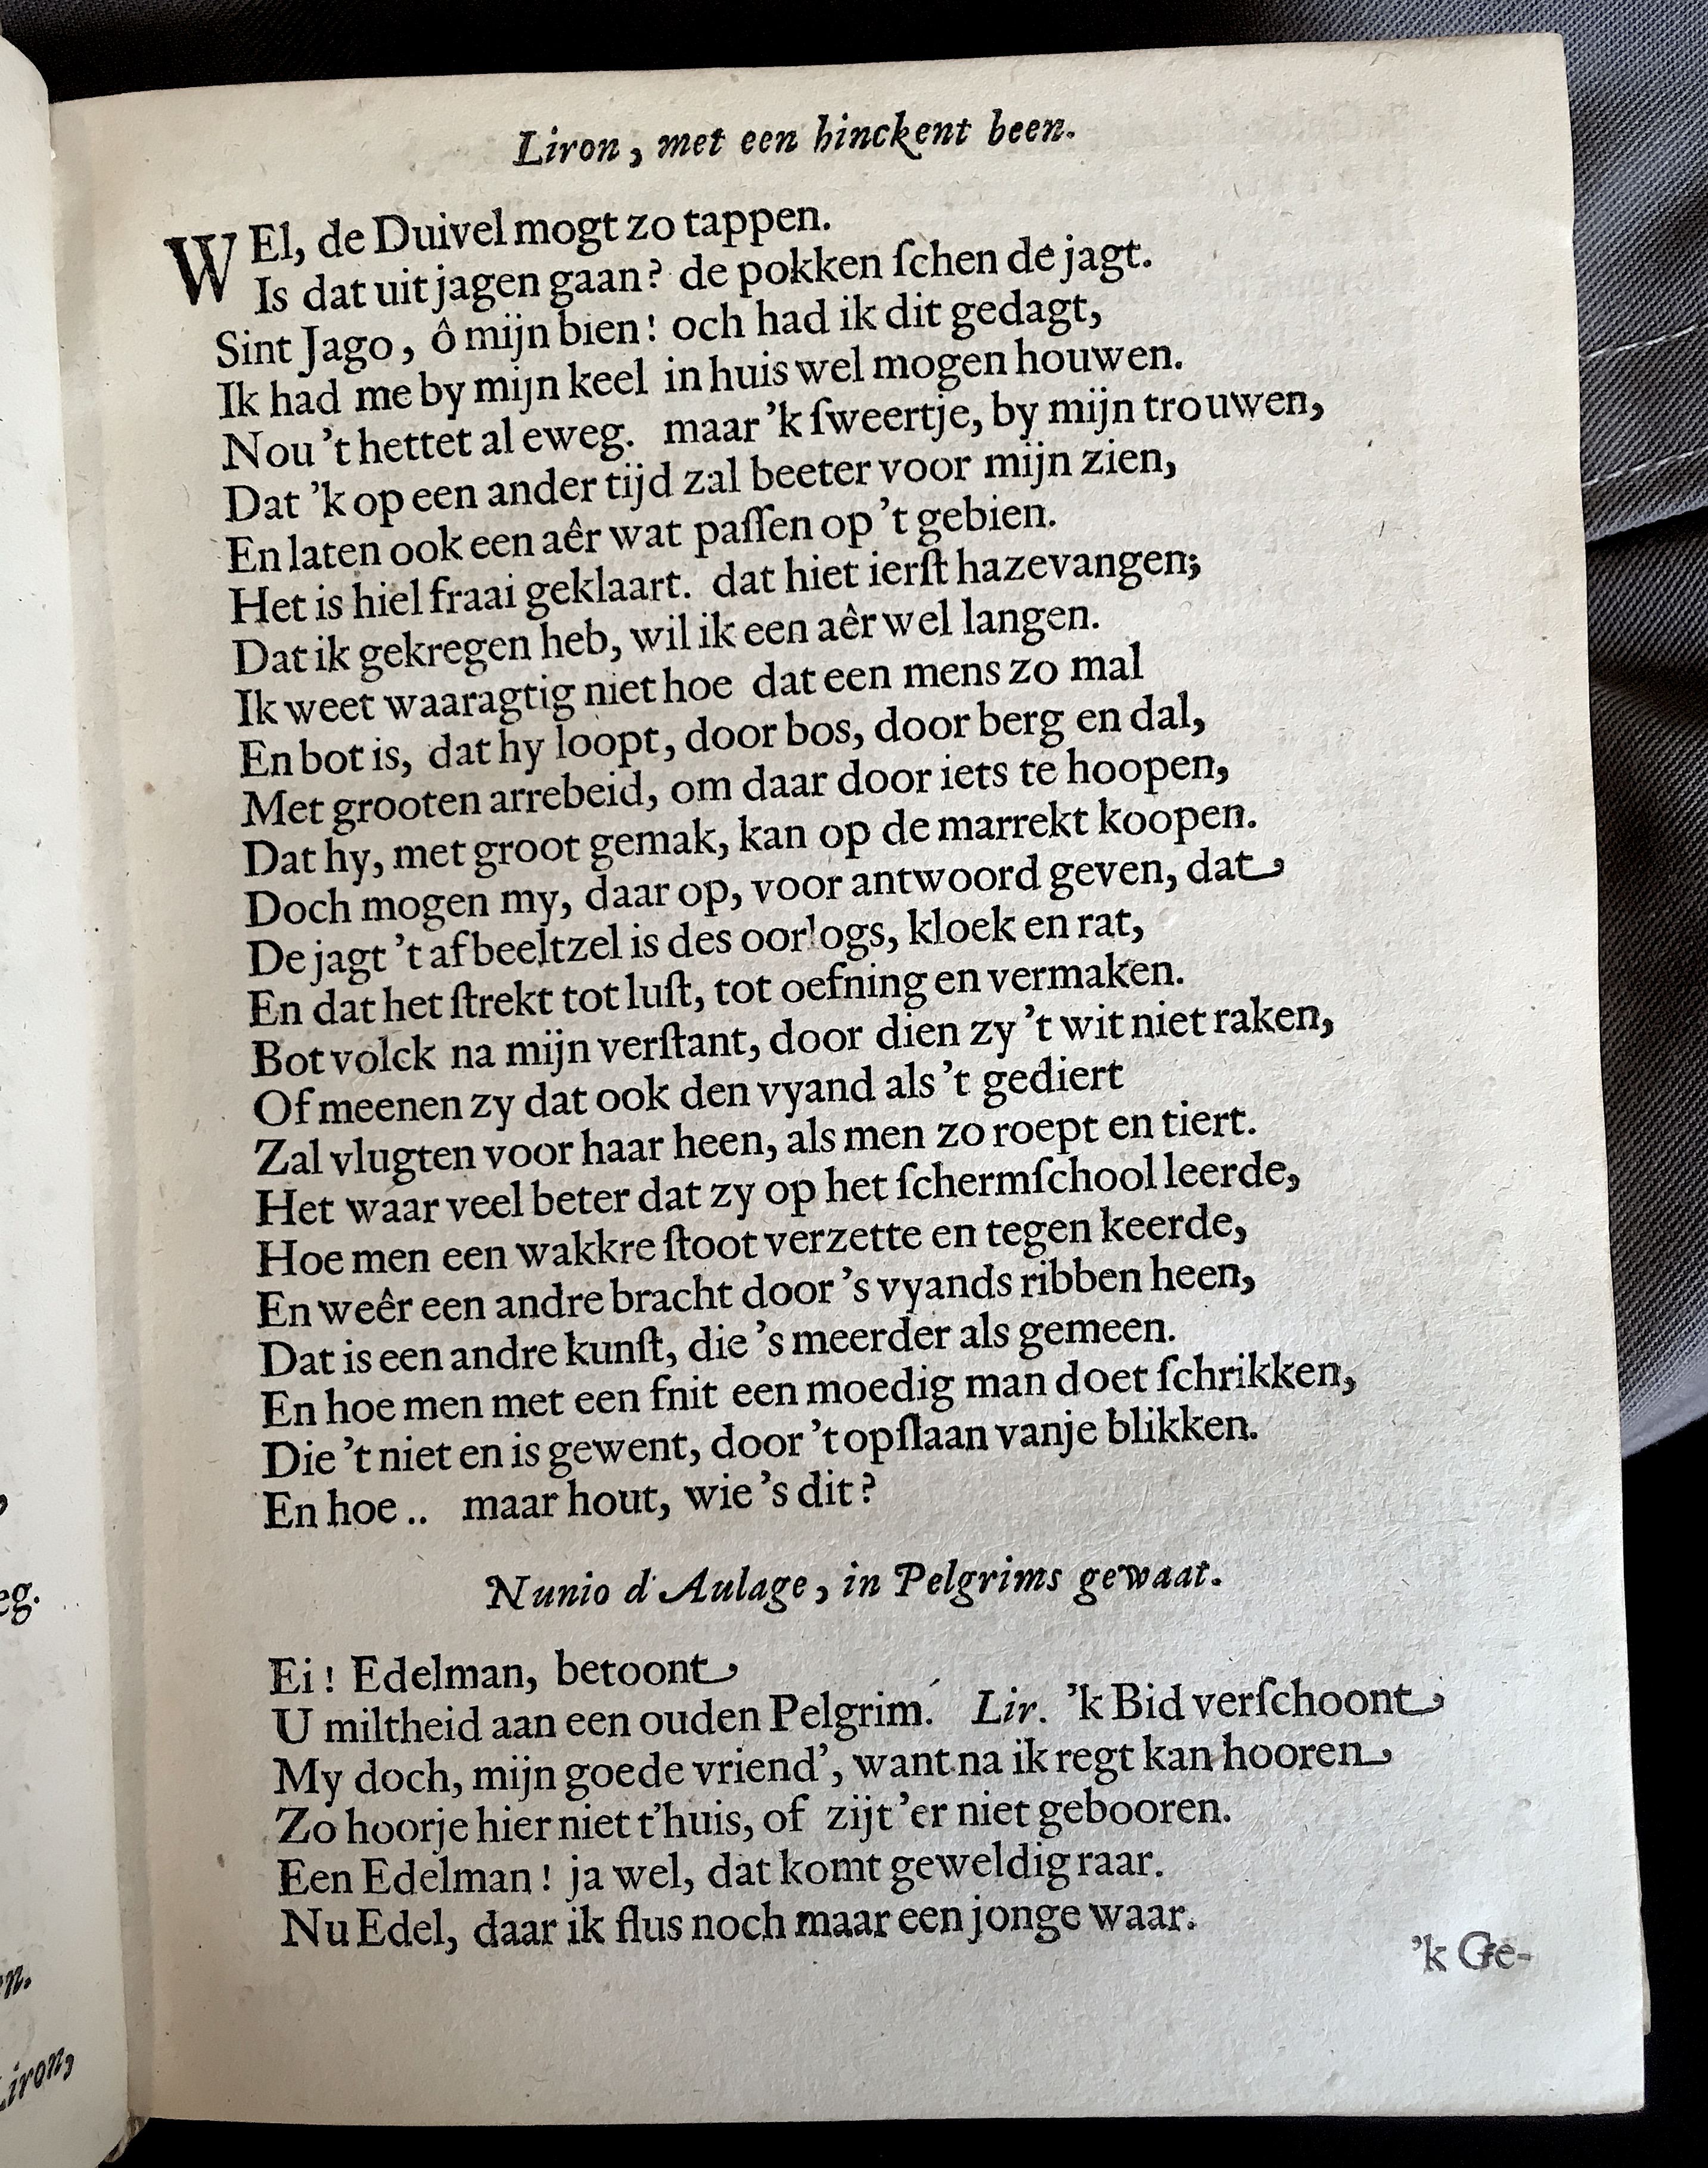 Liron, met een hinckent been.
WEl, de Duivel mogt zo tappen.
Is dat uit jagen gaan? de pokken ſchen de jagt.
Sint Jago, ô mijn bien! och had ik dit gedagt,
Ik had me by mijn keel in huis wel mogen houwen.
Nou 't hettet al eweg. maar 'k ſweertje, by mijn trouwen,
Dat 'k op een ander tijd zal beeter voor mijn zien,
En laten ook een aêr wat paſſen op 't gebien.
Het is hiel fraai geklaart. dat hiet ierſt hazevangen;
Dat ik gekregen heb, wil ik een aêr wel langen.
Ik weet waaragtig niet hoe dat een mens zo mal
En bot is, dat hy loopt, door bos, door berg en dal,
Met grooten arrebeid, om daar door iets te hoopen,
Dat hy, met groot gemak, kan op de marrekt koopen.
Doch mogen my, daar op, voor antwoord geven, dat
De jagt 't afbeeltzel is des oorlogs, kloek en rat,
En dat het ſtrekt tot luſt, tot oefning en vermaken.
Bot volck na mijn verſtant, door dien zy 't wit niet raken,
Of meenen zy dat ook den vyand als 't gediert
Zal vlugten voor haar heen, als men zo roept en tiert.
Het waar veel beter dat zy op het ſchermſchool leerde,
Hoe men een wakkre ſtoot verzette en tegen keerde,
En weêr een andre bracht door 's vyands ribben heen,
Dat is een andre kunſt, die 's meerder als gemeen.
En hoe men met een fnit een moedig man doet ſchrikken,
Die 't niet en is gewent, door 't opſlaan vanje blikken.
En hoe .. maar hout, wie 's dit?
Nunio d' Aulage, in Pelgrims gewaat.
Ei! Edelman, betoont
U miltheid aan een ouden Pelgrim. Lir. 'k Bid verſchoont
My doch, mijn goede vriend', want na ik regt kan hooren
Zo hoorje hier niet t'huis, of zijt 'er niet gebooren.
Een Edelman! ja wel, dat komt geweldig raar.
Nu Edel, daar ik flus noch maar een jonge waar.
'k Ge-
eg.
en.
Liron,